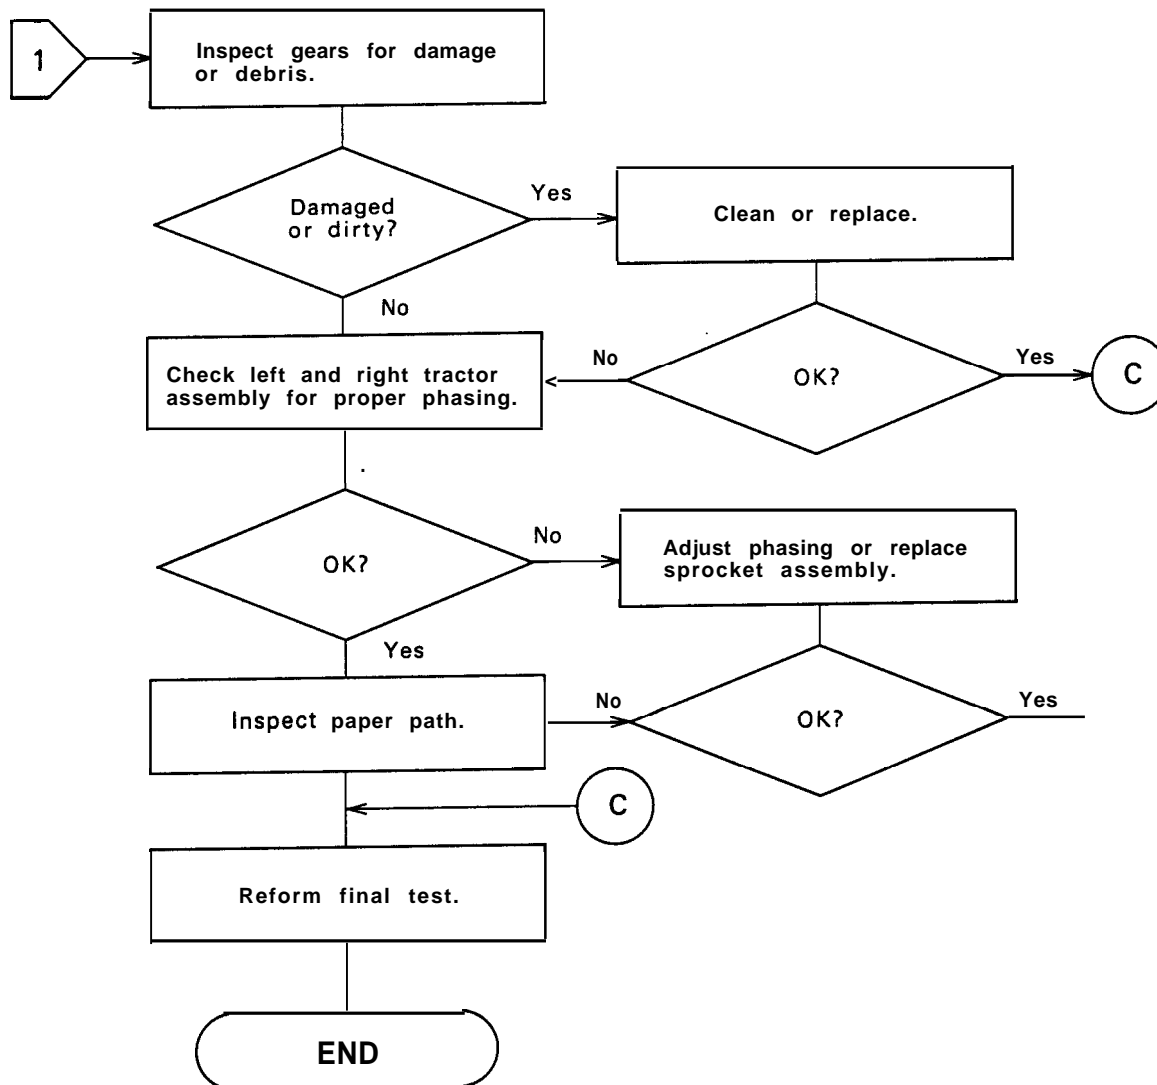 1
Inspect gears for damage
or debris.
Damaged
or dirty?
Yes
Clean or replace.
No
Check left and right tractor
assembly for proper phasing.
No
OK?
Yes
C
OK?
No
Adjust phasing or replace
sprocket assembly.
Yes
Inspect paper path.
No
OK?
Yes
C
Reform final test.
END